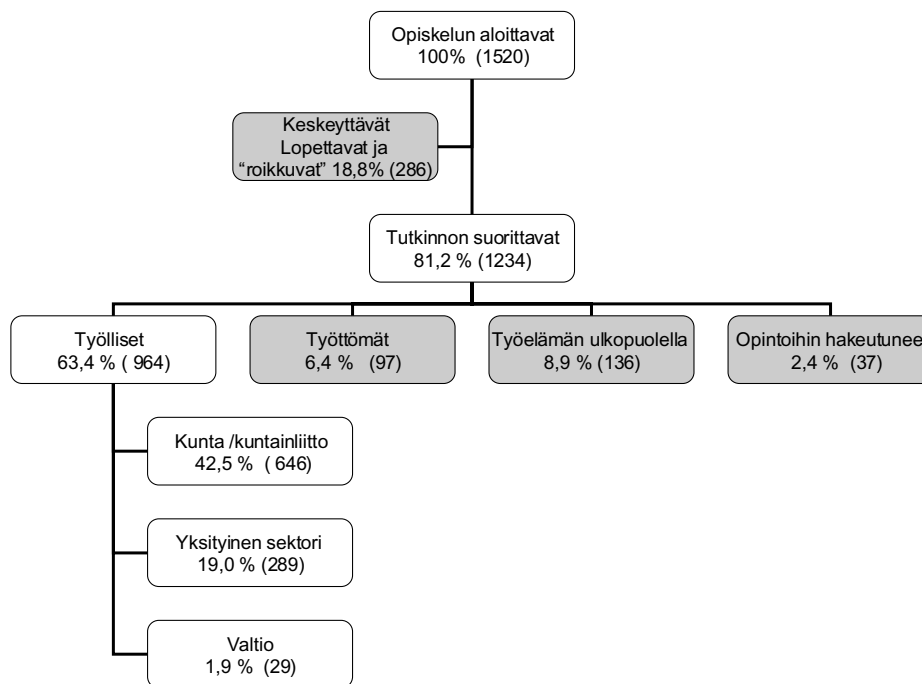 Opiskelun aloittavat
100% (1520)
Keskeyttävät
Lopettavat ja
“roikkuvat” 18,8% (286)
Tutkinnon suorittavat
81,2 % (1234)
Työlliset
63,4 % ( 964)
Työttömät
6,4 % (97)
Työelämän ulkopuolella
8,9 % (136)
Opintoihin hakeutunee
2,4 % (37)
Kunta /kuntainliitto
42,5 % ( 646)
Yksityinen sektori
19,0 % (289)
Valtio
1,9 % (29)